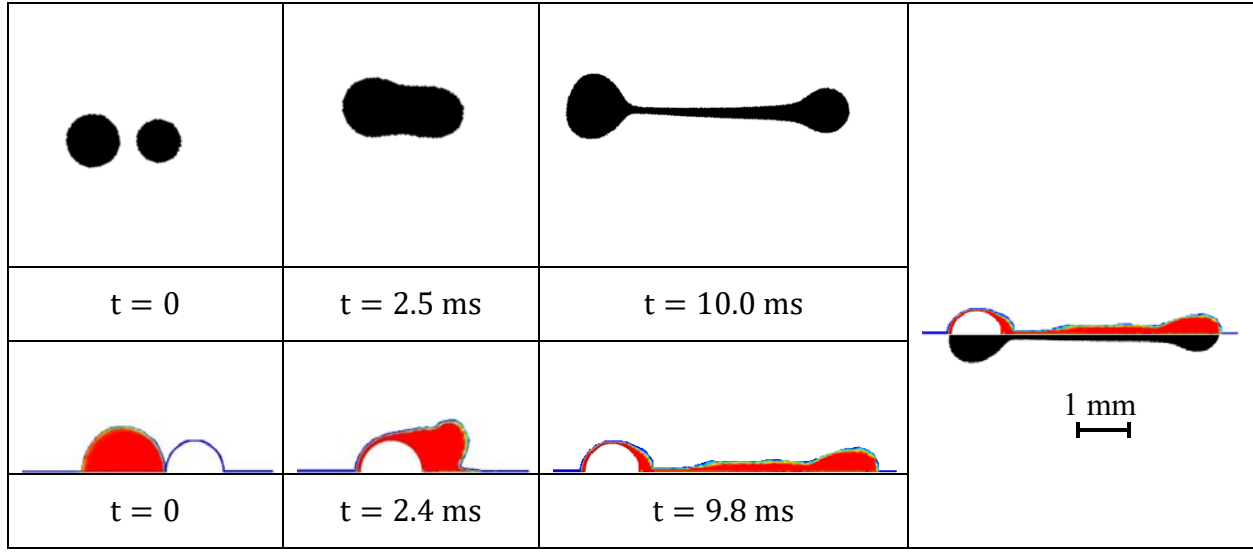 t = 0
t = 2.5 ms
t = 10.0 ms
1 mm
t = 0
t = 2.4 ms
t = 9.8 ms